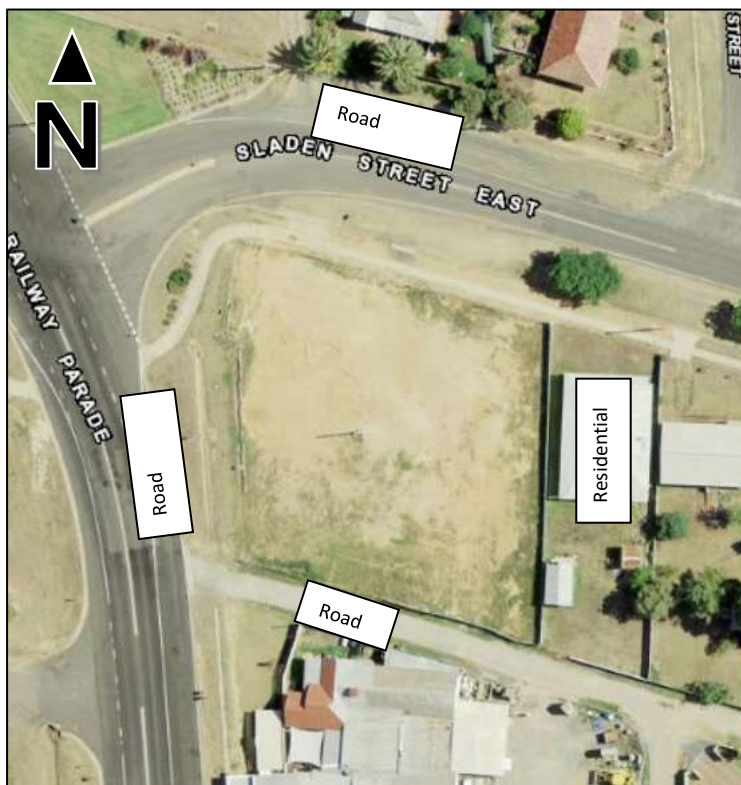 STREET
Road
N
SLADEN STREET EAST
RAILWAY PARADE
Road
Residential
Road